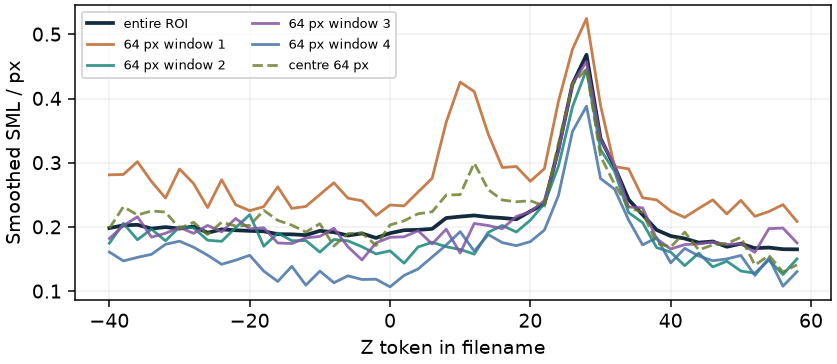 entire ROI
64 px window 1
64 px window 2
64 px window 3
64 px window 4
centre 64 px
Smoothed SML / px
0.5
0.4
0.3
0.2
0.1
−40
−20
0
20
40
60
Z token in filename